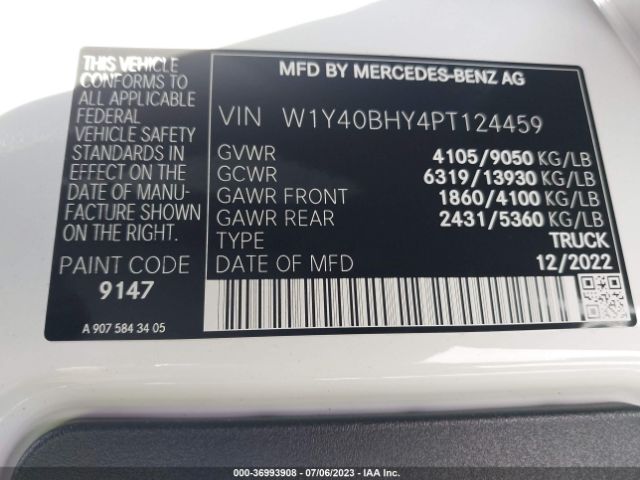 THIS VEHICLE
CONFORMS TO
ALL APPLICABLE
FEDERAL
VEHICLE SAFETY
STANDARDS IN
EFFECT ON THE
DATE OF MANU-
FACTURE SHOWN
ON THE RIGHT.
PAINT CODE
9147
A 907 584 34 05
MFD BY MERCEDES-BENZ AG
VIN W1Y40BHY4PT124459
GVWR 4105/9050 KG/LB
GCWR 6319/13930 KG/LB
GAWR FRONT 1860/4100 KG/LB
GAWR REAR 2431/5360 KG/LB
TYPE TRUCK
DATE OF MFD 12/2022
000-36993908 - 07/06/2023 - IAA Inc.